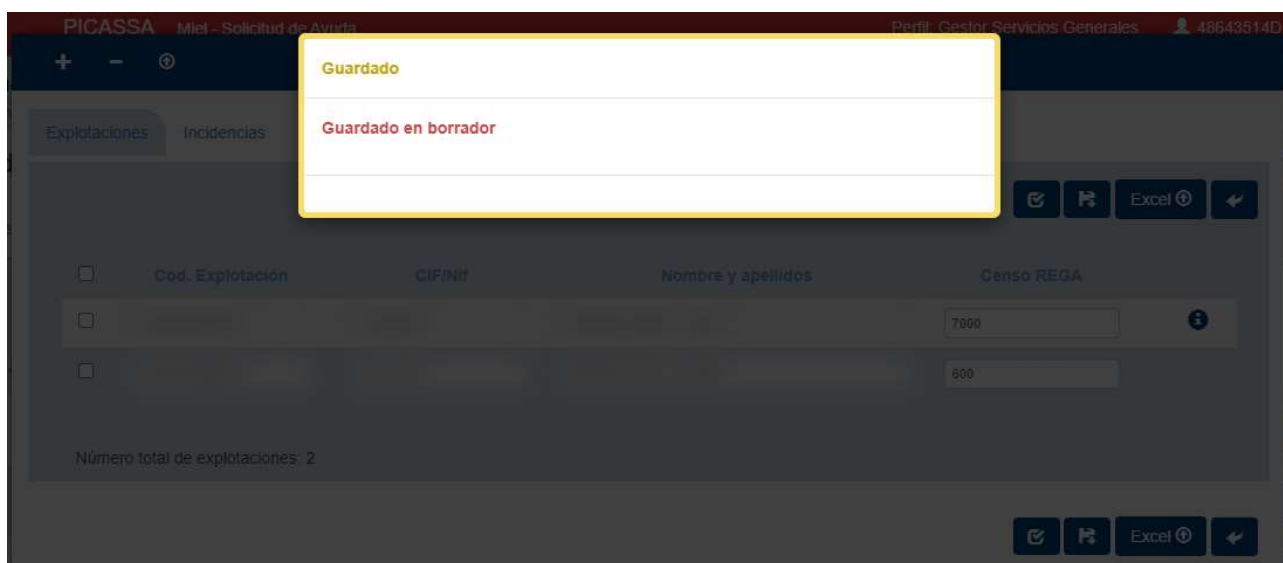 PICASSA Miel - Solicitud de Ayuda Perfil: Gestor Servicios Generales 48643514D
Guardado
Guardado en borrador
Explotaciones Incidencias
Excel
Cod. Explotación CIF/Nif Nombre y apellidos Censo REGA
7000
600
Número total de explotaciones: 2
Excel